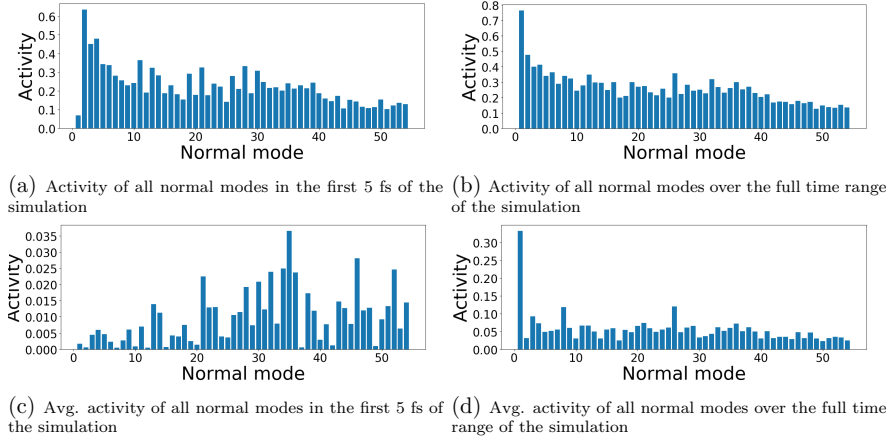 0.6
0.5
0.4
0.3
0.2
0.1
0.0
Activity
0 10 20 30 40 50
Normal mode
(a) Activity of all normal modes in the first 5 fs of the
simulation
0.8
0.7
0.6
0.5
0.4
0.3
0.2
0.1
0.0
Activity
0 10 20 30 40 50
Normal mode
(b) Activity of all normal modes over the full time range
of the simulation
0.035
0.030
0.025
0.020
0.015
0.010
0.005
0.000
Activity
0 10 20 30 40 50
Normal mode
(c) Avg. activity of all normal modes in the first 5 fs of
the simulation
0.30
0.25
0.20
0.15
0.10
0.05
0.00
Activity
0 10 20 30 40 50
Normal mode
(d) Avg. activity of all normal modes over the full time
range of the simulation